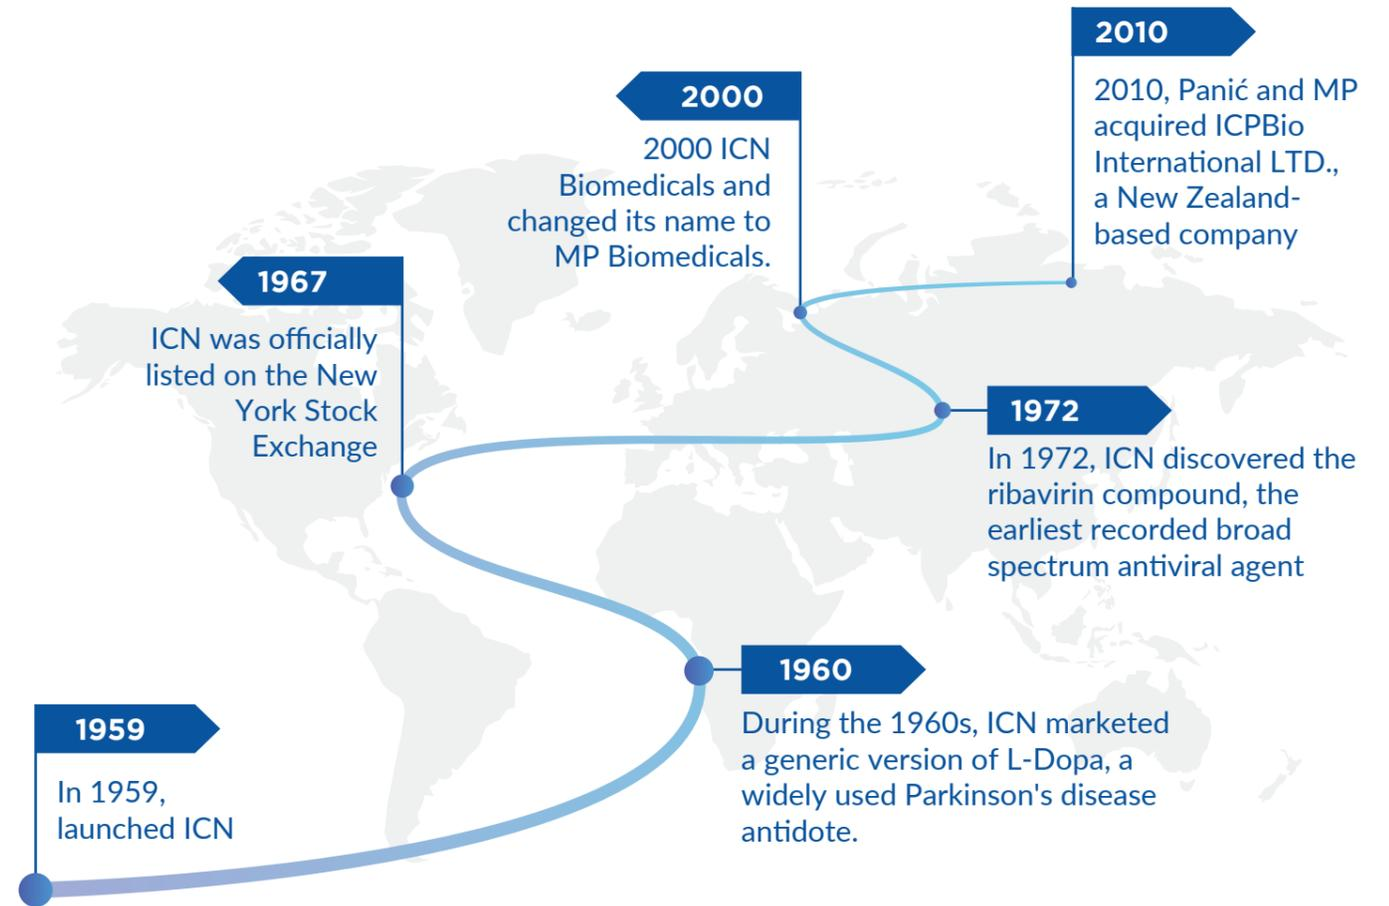 2010
2010, Panić and MP
acquired ICPBio
International LTD.,
a New Zealand-
based company
2000
2000 ICN
Biomedicals and
changed its name to
MP Biomedicals.
1967
ICN was officially
listed on the New
York Stock
Exchange
1972
In 1972, ICN discovered the
ribavirin compound, the
earliest recorded broad
spectrum antiviral agent
1960
During the 1960s, ICN marketed
a generic version of L-Dopa, a
widely used Parkinson's disease
antidote.
1959
In 1959,
launched ICN